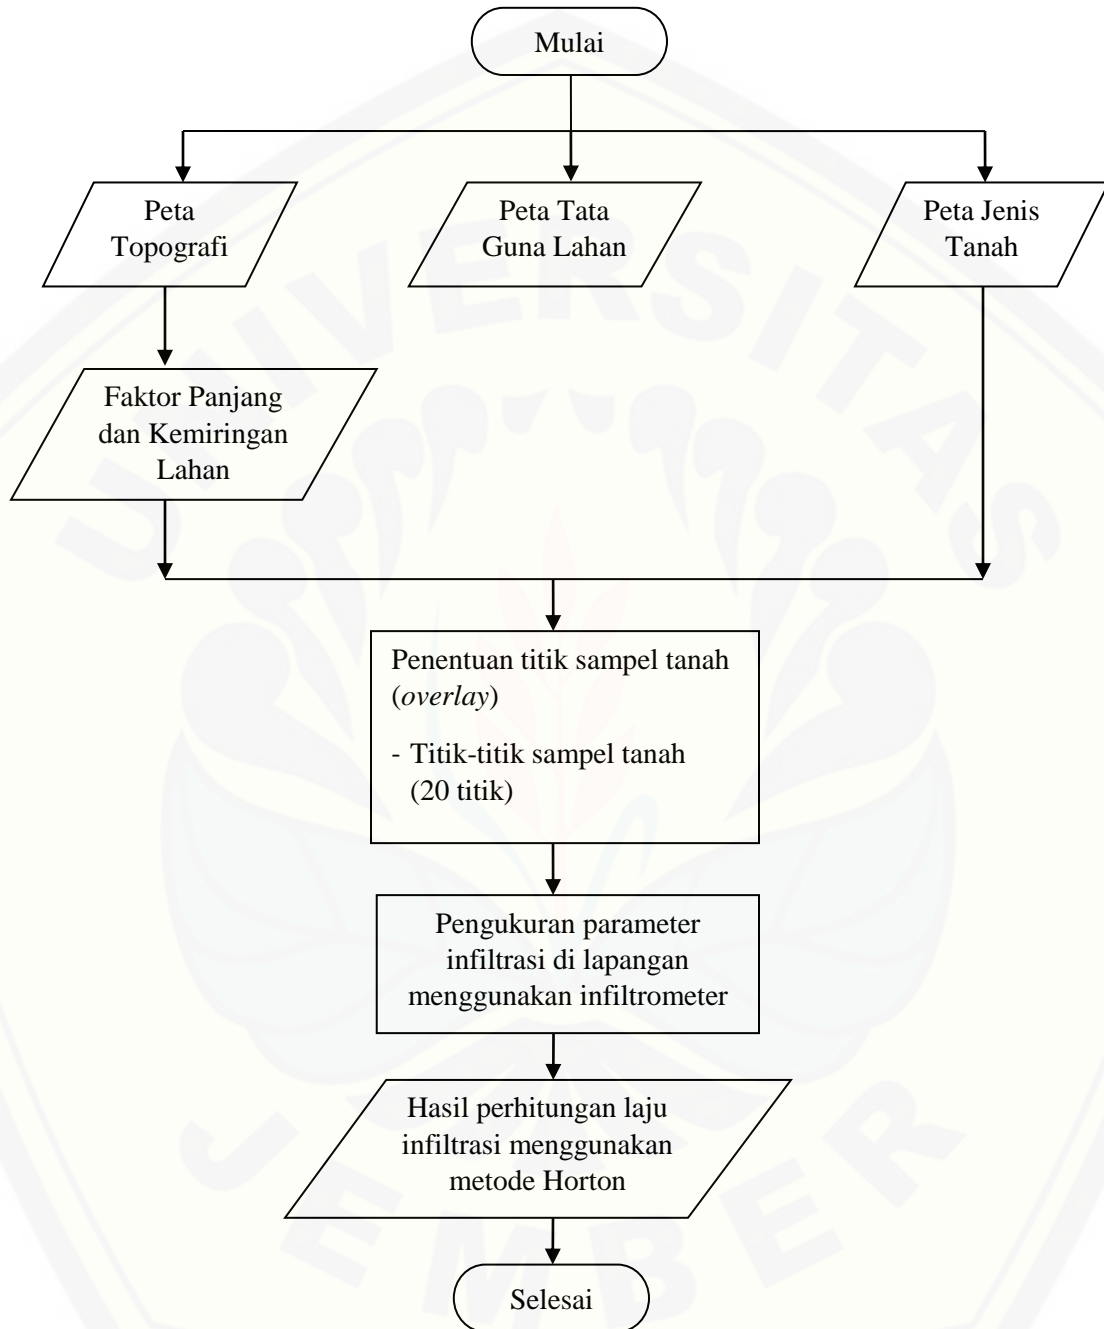 Mulai
Peta
Topografi
Peta Tata
Guna Lahan
Peta Jenis
Tanah
Faktor Panjang
dan Kemiringan
Lahan
Penentuan titik sampel tanah
(overlay)
- Titik-titik sampel tanah
(20 titik)
Pengukuran parameter
infiltrasi di lapangan
menggunakan infiltrometer
Hasil perhitungan laju
infiltrasi menggunakan
metode Horton
Selesai
UNIVERSITAS
JEMBER